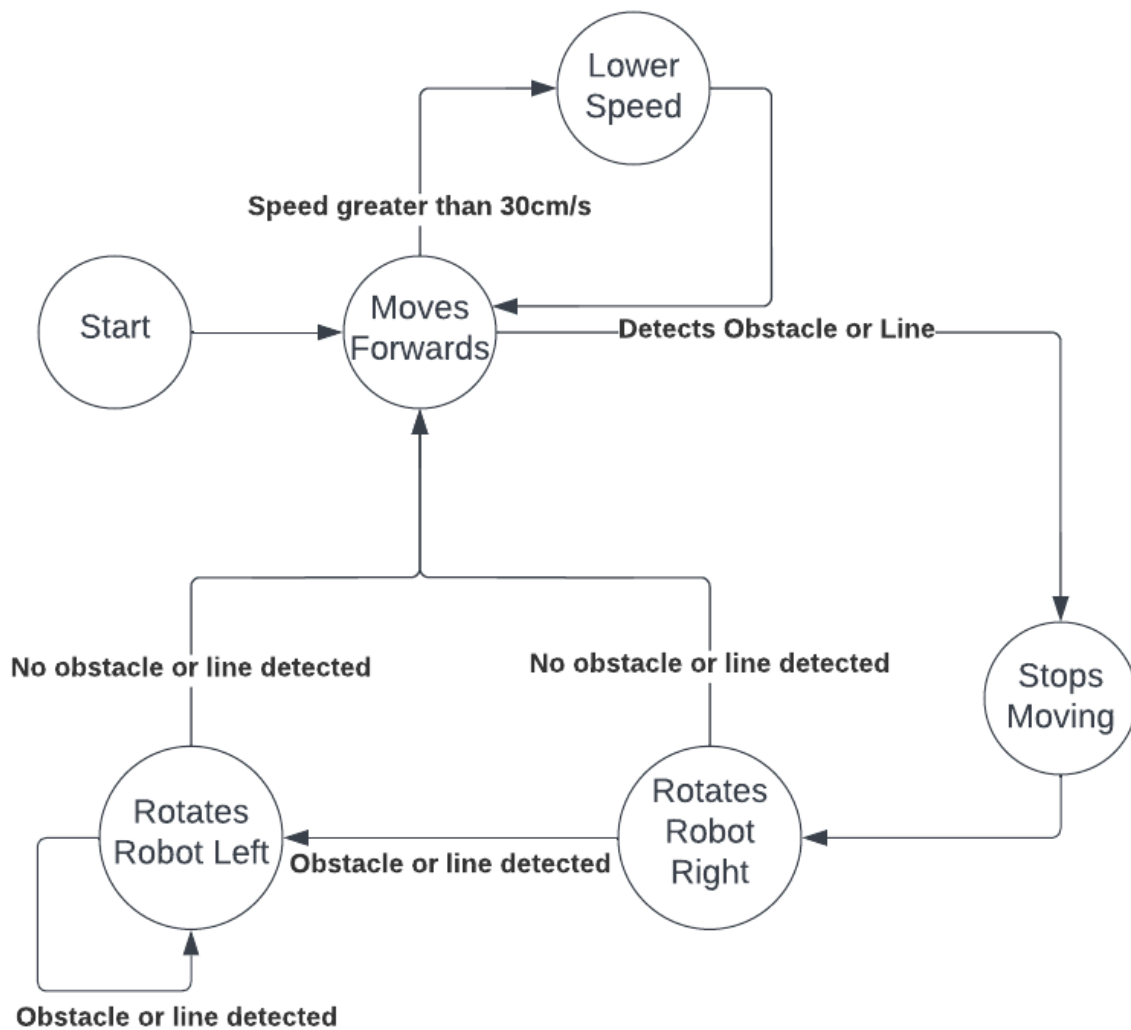 Lower
Speed
Speed greater than 30cm/s
Start
Moves
Forwards
Detects Obstacle or Line
No obstacle or line detected
No obstacle or line detected
Stops
Moving
Rotates
Robot Left
Obstacle or line detected
Rotates
Robot
Right
Obstacle or line detected